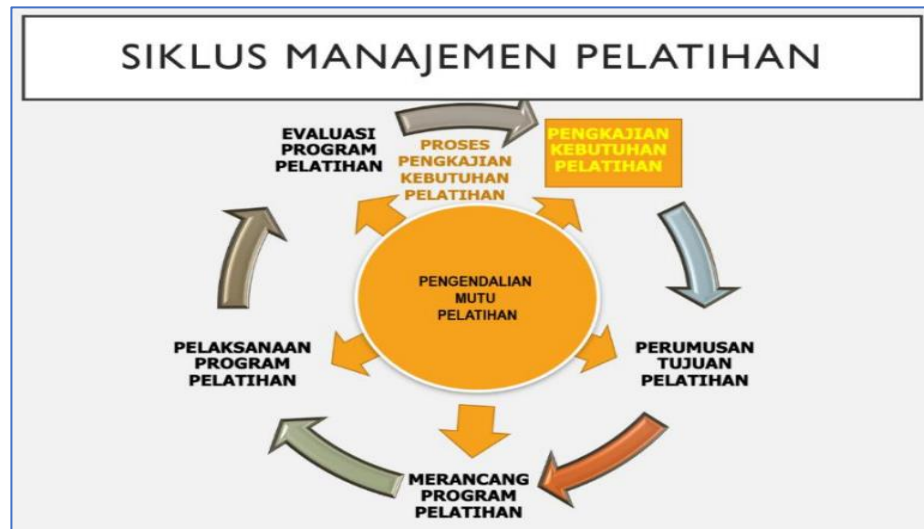 SIKLUS MANAJEMEN PELATIHAN
EVALUASI
PROGRAM
PELATIHAN
PROSES
PENGKAJIAN
KEBUTUHAN
PELATIHAN
PENGKAJIAN
KEBUTUHAN
PELATIHAN
PENGENDALIAN
MUTU
PELATIHAN
PELAKSANAAN
PROGRAM
PELATIHAN
PERUMUSAN
TUJUAN
PELATIHAN
MERANCANG
PROGRAM
PELATIHAN